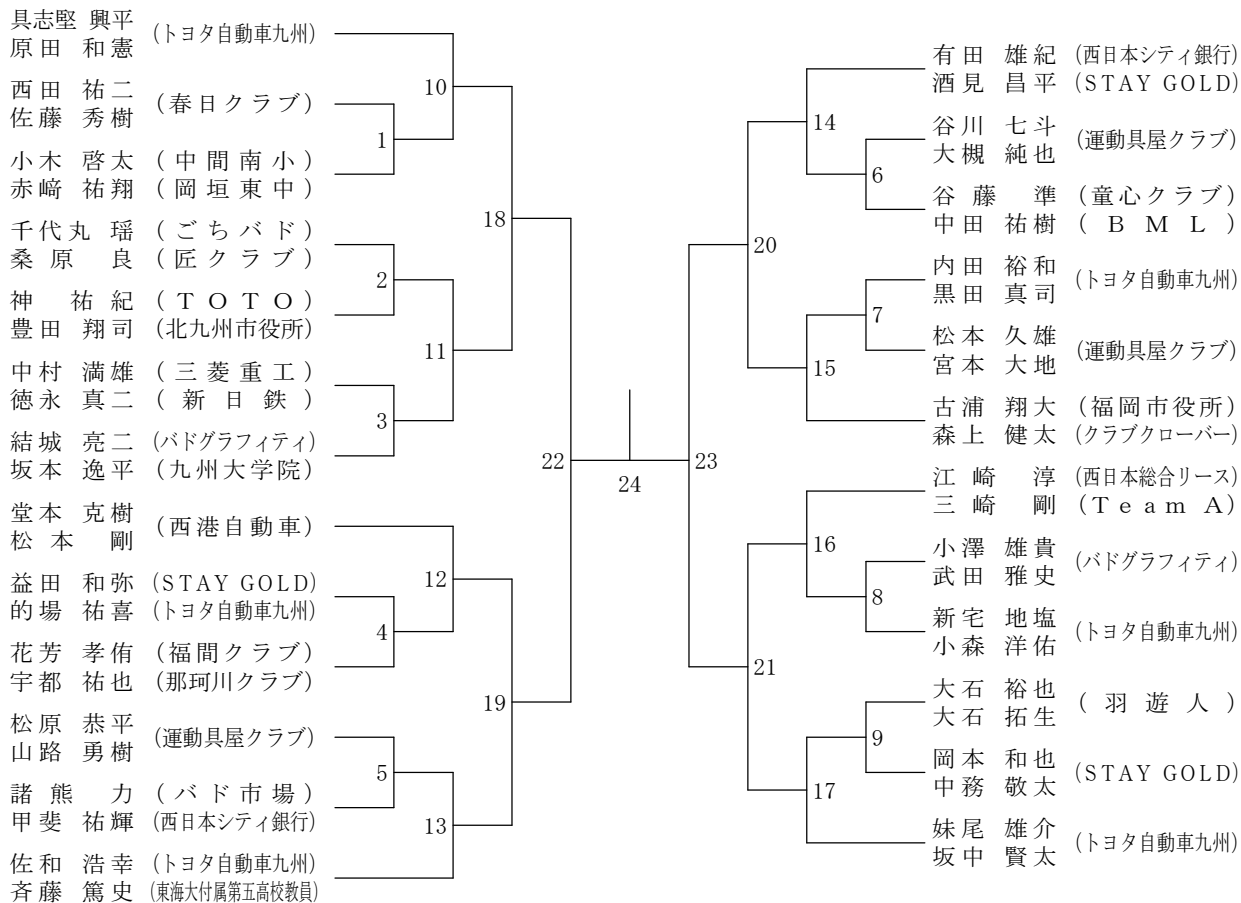 具志堅 興平
原田 和憲
(トヨタ自動車九州)
西田 祐二
佐藤 秀樹
(春日クラブ)
小木 啓太 (中間南小)
赤﨑 祐翔 (岡垣東中)
千代丸 瑶 (ごちバド)
桑原 良 (匠クラブ)
神 祐紀 (TOTO)
豊田 翔司 (北九州市役所)
中村 満雄 (三菱重工)
徳永 真二 (新日鉄)
結城 亮二 (バドグラフィティ)
坂本 逸平 (九州大学院)
堂本 克樹
松本 剛
(西港自動車)
益田 和弥 (STAY GOLD)
的場 祐喜 (トヨタ自動車九州)
花芳 孝侑 (福間クラブ)
宇都 祐也 (那珂川クラブ)
松原 恭平
山路 勇樹
(運動具屋クラブ)
諸熊 力 (バド市場)
甲斐 祐輝 (西日本シティ銀行)
佐和 浩幸 (トヨタ自動車九州)
斉藤 篤史 (東海大付属第五高校教員)
10
1
18
2
11
3
22
12
4
19
5
13
24
23
14
6
20
7
15
16
8
21
9
17
有田 雄紀 (西日本シティ銀行)
酒見 昌平 (STAY GOLD)
谷川 七斗
大槻 純也
(運動具屋クラブ)
谷藤 準 (童心クラブ)
中田 祐樹 (BML)
内田 裕和
黒田 真司
(トヨタ自動車九州)
松本 久雄
宮本 大地
(運動具屋クラブ)
古浦 翔大 (福岡市役所)
森上 健太 (クラブクローバー)
江崎 淳 (西日本総合リース)
三崎 剛 (Team A)
小澤 雄貴
武田 雅史
(バドグラフィティ)
新宅 地塩
小森 洋佑
(トヨタ自動車九州)
大石 裕也
大石 拓生
(羽遊人)
岡本 和也
中務 敬太
(STAY GOLD)
妹尾 雄介
坂中 賢太
(トヨタ自動車九州)